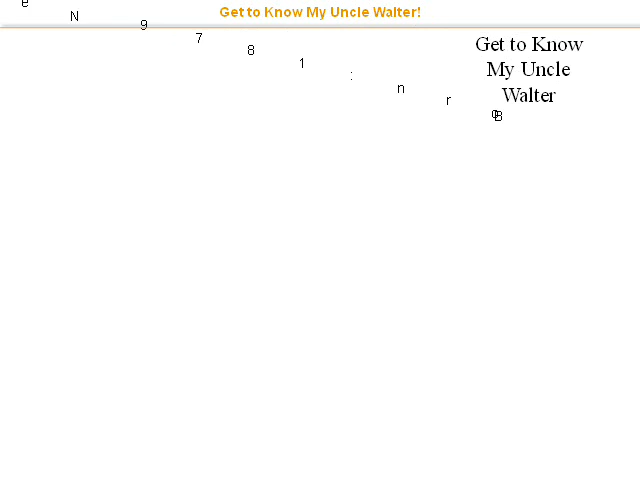 Get to Know My Uncle Walter!
Get to Know
My Uncle
Walter
e N 9 7 8 1 : n r o B